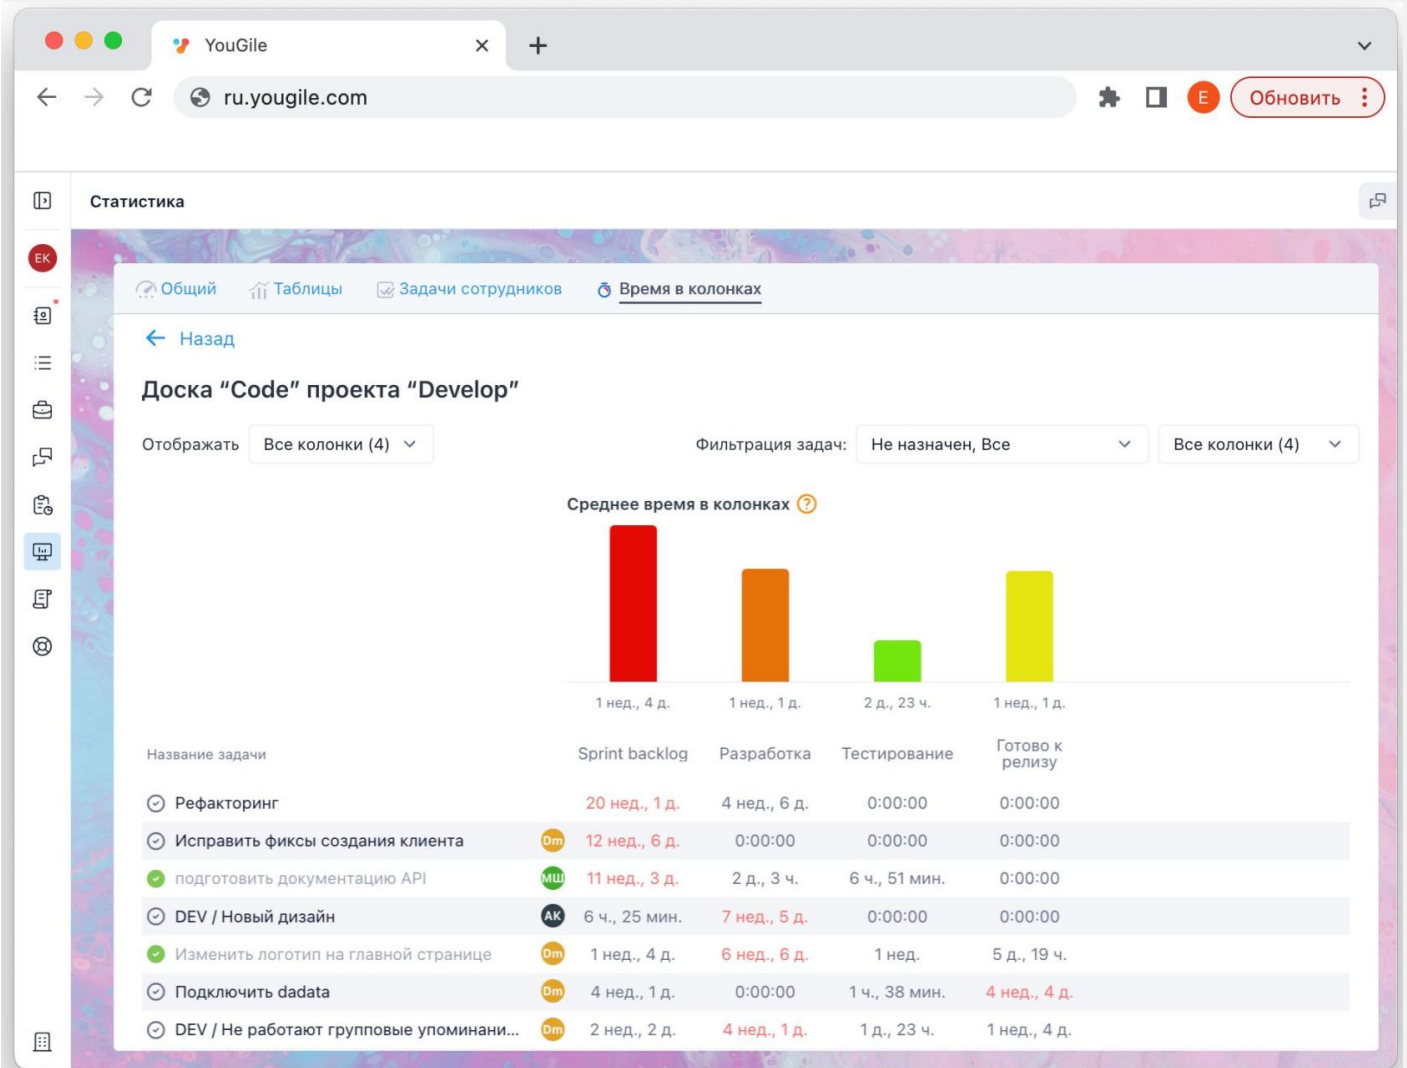 YouGile
ru.yougile.com
E
Обновить
Статистика
EK
Общий Таблицы Задачи сотрудников Время в колонках
Назад
Доска “Code” проекта “Develop”
Отображать Все колонки (4) Фильтрация задач: Не назначен, Все Все колонки (4)
Среднее время в колонках ?
1 нед., 4 д. 1 нед., 1 д. 2 д., 23 ч. 1 нед., 1 д.
Название задачи Sprint backlog Разработка Тестирование Готово к
релизу
Рефакторинг 20 нед., 1 д. 4 нед., 6 д. 0:00:00 0:00:00
Исправить фиксы создания клиента Dm 12 нед., 6 д. 0:00:00 0:00:00 0:00:00
подготовить документацию API МШ 11 нед., 3 д. 2 д., 3 ч. 6 ч., 51 мин. 0:00:00
DEV / Новый дизайн АК 6 ч., 25 мин. 7 нед., 5 д. 0:00:00 0:00:00
Изменить логотип на главной странице Dm 1 нед., 4 д. 6 нед., 6 д. 1 нед. 5 д., 19 ч.
Подключить dadata Dm 4 нед., 1 д. 0:00:00 1 ч., 38 мин. 4 нед., 4 д.
DEV / Не работают групповые упоминани... Dm 2 нед., 2 д. 4 нед., 1 д. 1 д., 23 ч. 1 нед., 4 д.